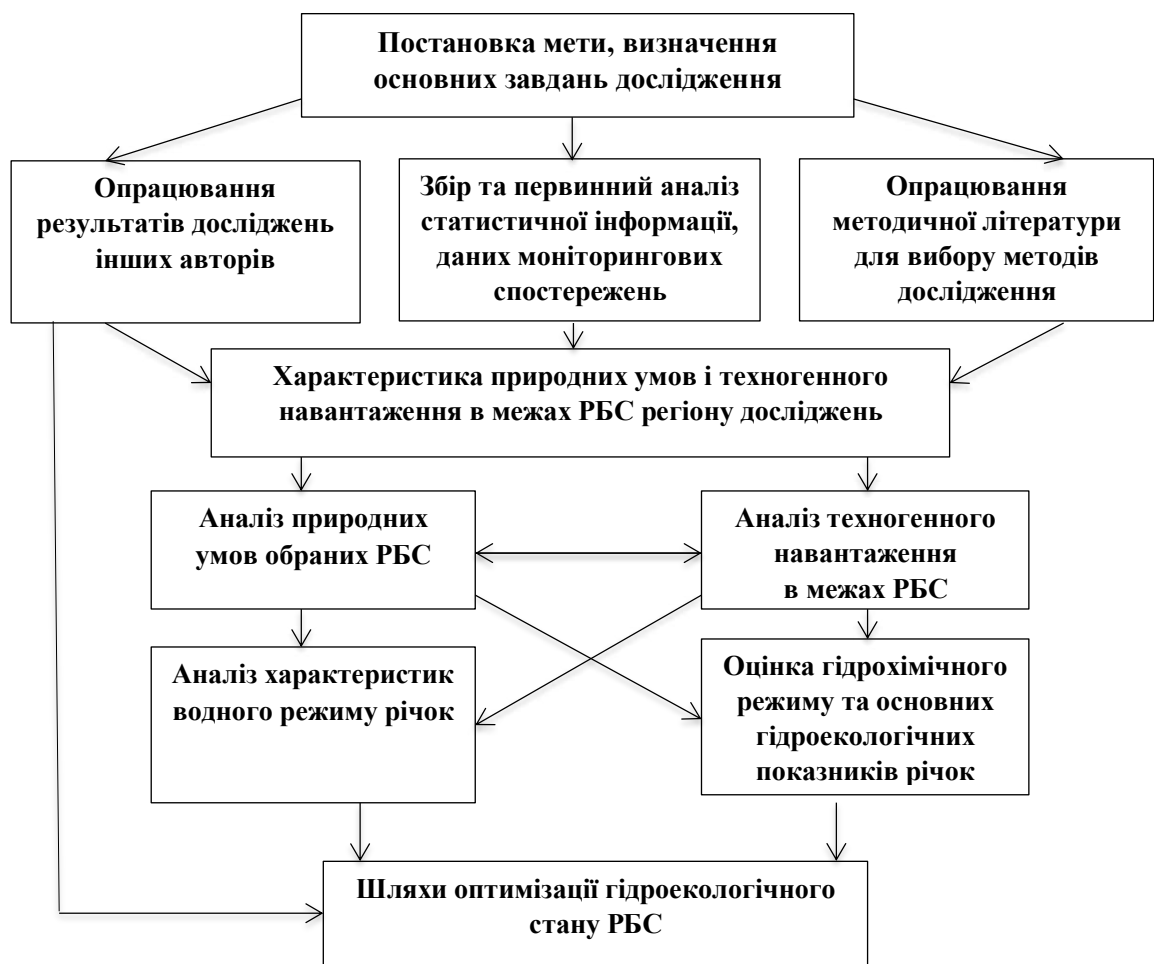 Постановка мети, визначення
основних завдань дослідження
Опрацювання
результатів досліджень
інших авторів
Збір та первинний аналіз
статистичної інформації,
даних моніторингових
спостережень
Опрацювання
методичної літератури
для вибору методів
дослідження
Характеристика природних умов і техногенного
навантаження в межах РБС регіону досліджень
Аналіз природних
умов обраних РБС
Аналіз техногенного
навантаження
в межах РБС
Аналіз характеристик
водного режиму річок
Оцінка гідрохімічного
режиму та основних
гідроекологічних
показників річок
Шляхи оптимізації гідроекологічного
стану РБС